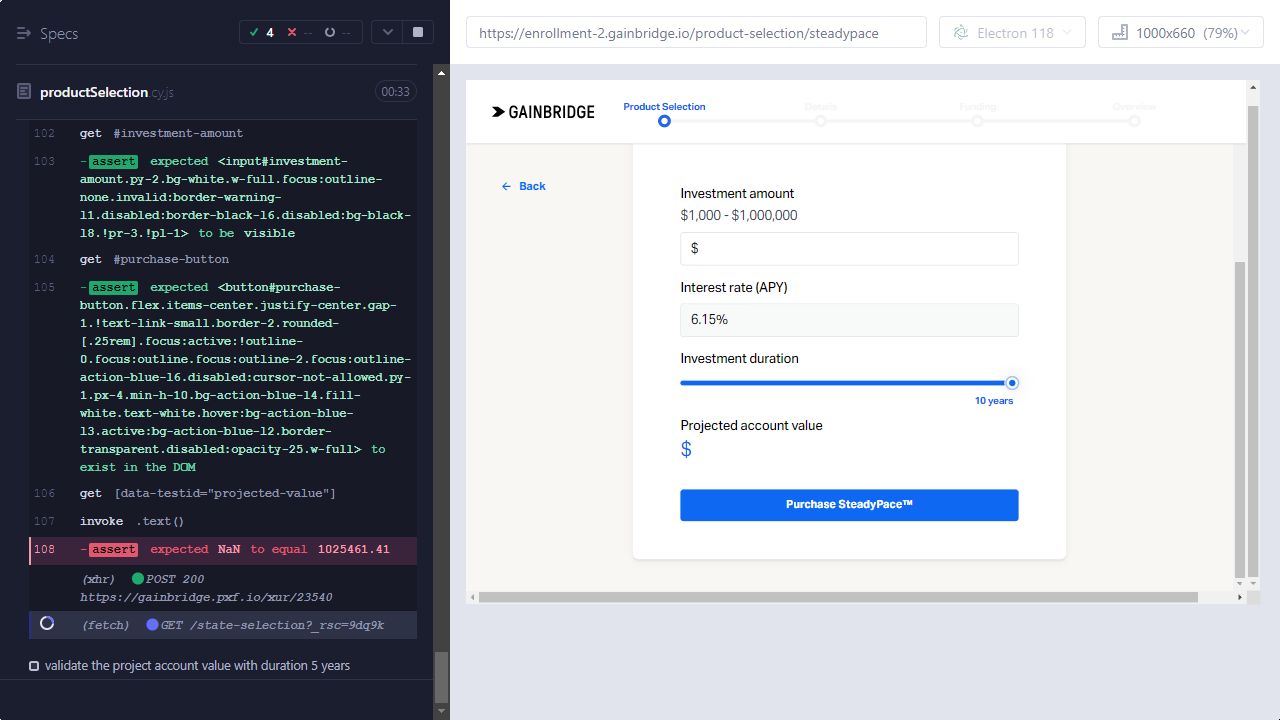 Specs
4
--
--
https://enrollment-2.gainbridge.io/product-selection/steadypace
Electron 118
1000x660 (79%)
productSelection.cy.js
00:33
102 get #investment-amount
103 -assert expected <input#investment-
amount.py-2.bg-white.w-full.focus:outline-
none.invalid:border-warning-
l1.disabled:border-black-l6.disabled:bg-black-
l8.!pr-3.!pl-1> to be visible
104 get #purchase-button
105 -assert expected <button#purchase-
button.flex.items-center.justify-center.gap-
1.!text-link-small.border-2.rounded-
[.25rem].focus:active:!outline-
0.focus:outline.focus:outline-2.focus:outline-
action-blue-l6.disabled:cursor-not-allowed.py-
1.px-4.min-h-10.bg-action-blue-l4.fill-
white.text-white.hover:bg-action-blue-
l3.active:bg-action-blue-l2.border-
transparent.disabled:opacity-25.w-full> to
exist in the DOM
106 get [data-testid="projected-value"]
107 invoke .text()
108 -assert expected NaN to equal 1025461.41
(xhr) POST 200
https://gainbridge.pxf.io/xur/23540
(fetch) GET /state-selection?_rsc=9dq9k
validate the project account value with duration 5 years
GAINBRIDGE
Product Selection
Details
Funding
Overview
Back
Investment amount
$1,000 - $1,000,000
$
Interest rate (APY)
6.15%
Investment duration
10 years
Projected account value
$
Purchase SteadyPace™